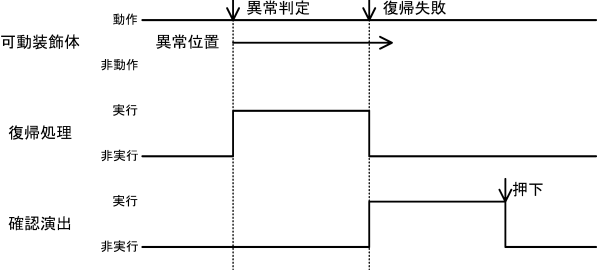 異常判定
復帰失敗
動作
可動装飾体
異常位置
非動作
実行
復帰処理
非実行
押下
実行
確認演出
非実行